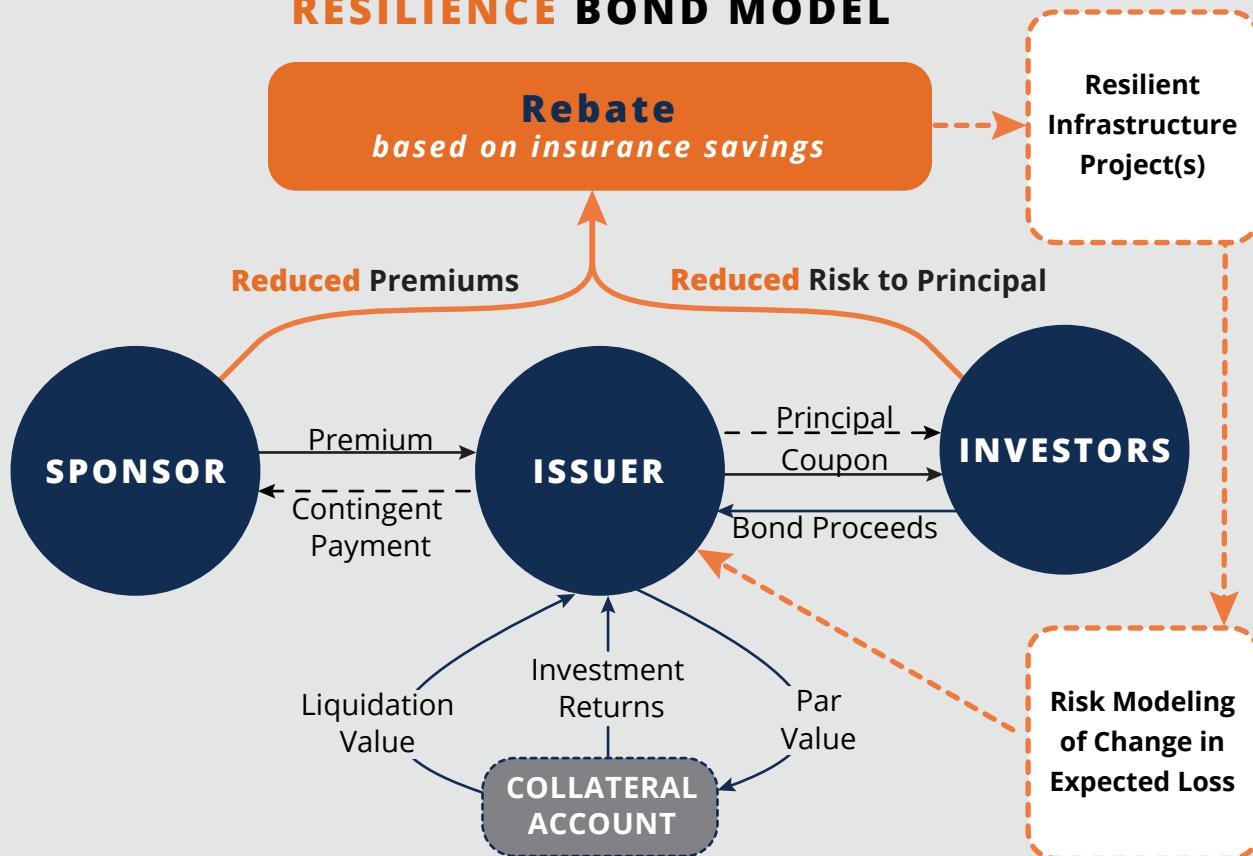 RESILIENCE BOND MODEL
Rebate
based on insurance savings
Resilient
Infrastructure
Project(s)
Reduced Premiums
Reduced Risk to Principal
SPONSOR
Premium
Contingent
Payment
ISSUER
Principal
Coupon
Bond Proceeds
INVESTORS
Liquidation
Value
Investment
Returns
Par
Value
COLLATERAL
ACCOUNT
Risk Modeling
of Change in
Expected Loss